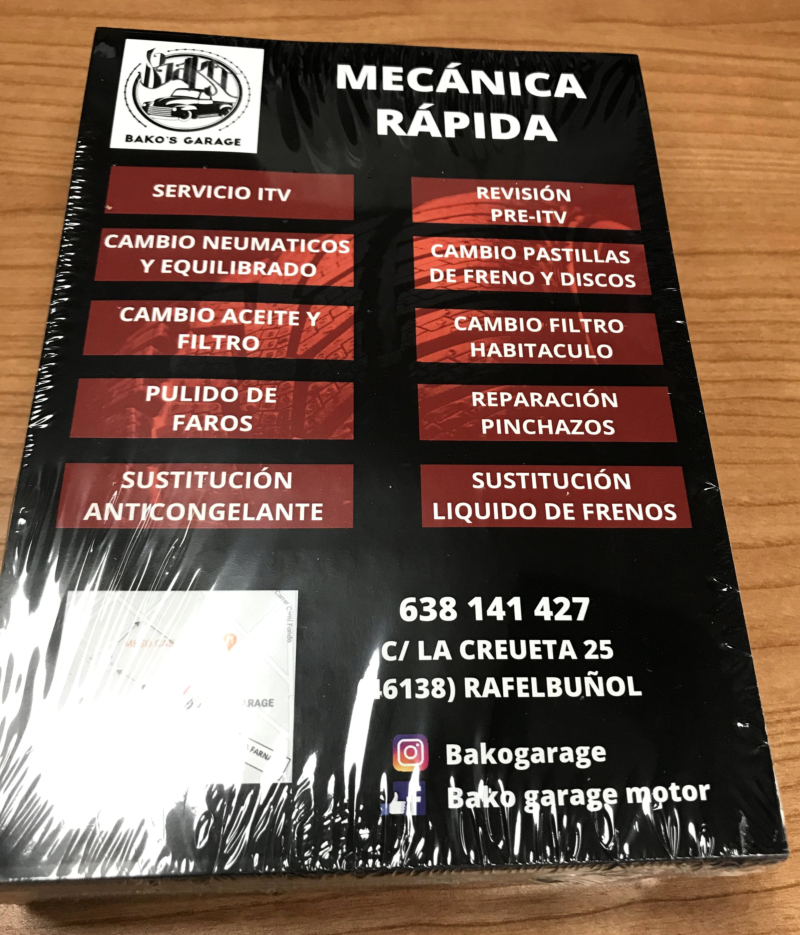 Bako
BAKO'S GARAGE
MECÁNICA
RÁPIDA
SERVICIO ITV
REVISIÓN
PRE-ITV
CAMBIO NEUMATICOS
Y EQUILIBRADO
CAMBIO PASTILLAS
DE FRENO Y DISCOS
CAMBIO ACEITE Y
FILTRO
CAMBIO FILTRO
HABITACULO
PULIDO DE
FAROS
REPARACIÓN
PINCHAZOS
SUSTITUCIÓN
ANTICONGELANTE
SUSTITUCIÓN
LIQUIDO DE FRENOS
638 141 427
C/ LA CREUETA 25
46138) RAFELBUÑOL
Bakogarage
Bako garage motor